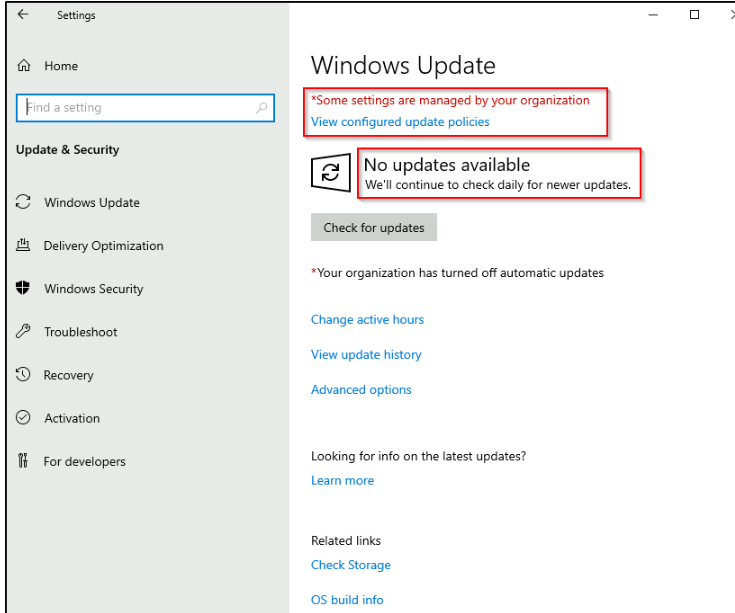 Settings
Home
Find a setting
Update & Security
Windows Update
Delivery Optimization
Windows Security
Troubleshoot
Recovery
Activation
For developers
Windows Update
*Some settings are managed by your organization
View configured update policies
No updates available
We'll continue to check daily for newer updates.
Check for updates
*Your organization has turned off automatic updates
Change active hours
View update history
Advanced options
Looking for info on the latest updates?
Learn more
Related links
Check Storage
OS build info